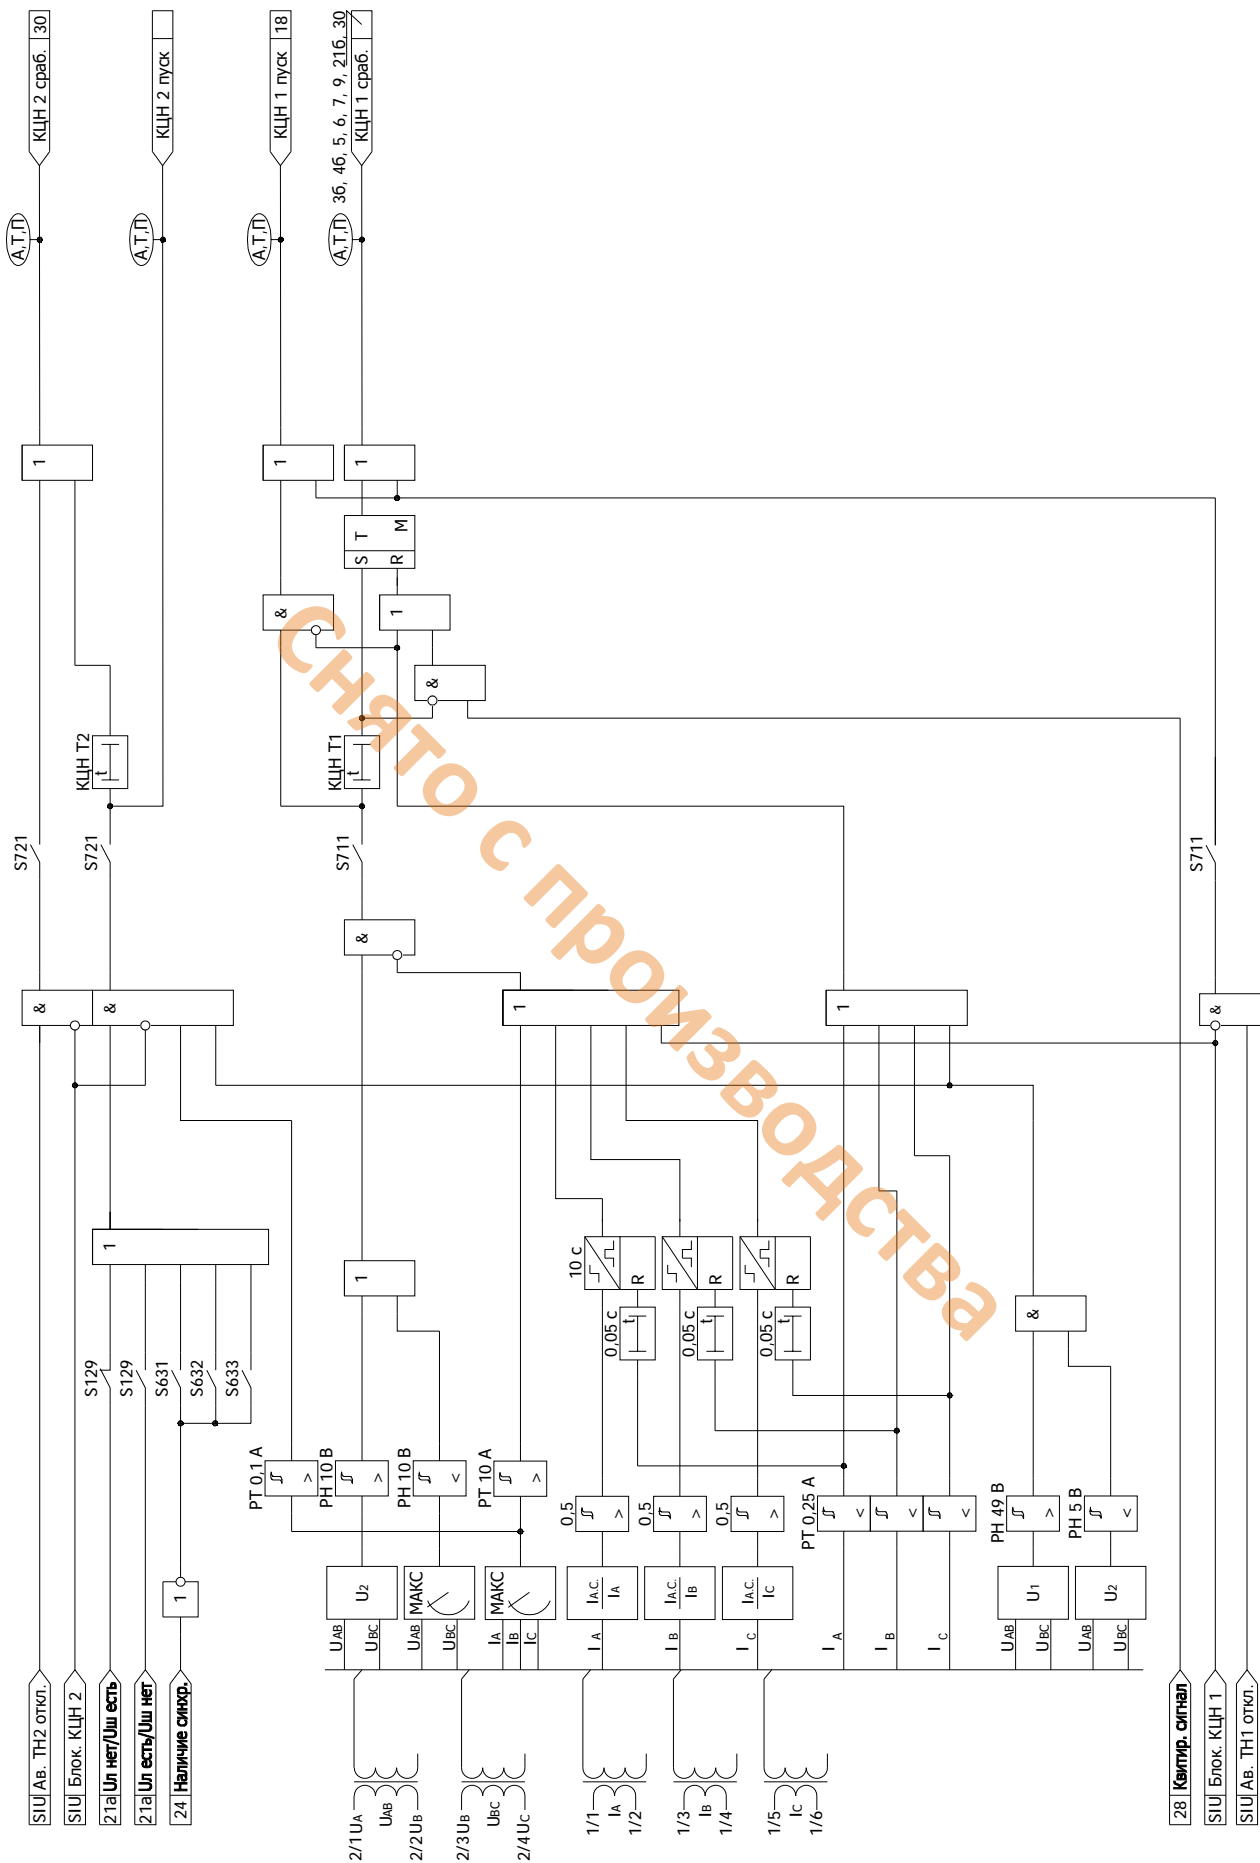 КЦН 2 сраб. 30
КЦН 2 пуск
КЦН 1 пуск 18
3б, 4б, 5, 6, 7, 9, 21б, 30
КЦН 1 сраб.
А,Т,П
А,Т,П
А,Т,П
А,Т,П
1
1
1
S T
R M
&
1
&
КЦН Т2
t
КЦН Т1
t
S721
S721
S711
S711
&
&
&
1
1
&
1
1
10 с
R
R
R
0,05 с
t
0,05 с
t
0,05 с
t
&
S129
S129
S631
S632
S633
РТ 0,1 А
>
РН 10 В
>
РН 10 В
<
РТ 10 А
>
0,5
>
0,5
>
0,5
>
РТ 0,25 А
<
<
<
РН 49 В
>
РН 5 В
<
1
U2
МАКС
МАКС
IА.С.
IА
IА.С.
IВ
IА.С.
IС
U1
U2
UАВ
UВС
UАВ
UВС
IА
IВ
IС
I А
I В
I С
I А
I В
I С
UАВ
UВС
UАВ
UВС
SIU Ав. ТН2 откл.
SIU Блок. КЦН 2
21а Uл нет/Uш есть
21а Uл есть/Uш нет
24 Наличие синхр.
28 Квитир. сигнал
SIU Блок. КЦН 1
SIU Ав. ТН1 откл.
2/1 UА
UАВ
2/2 UВ
2/3 UВ
UВС
2/4 UС
1/1
IА
1/2
1/3
IВ
1/4
1/5
IС
1/6
Снято с производства